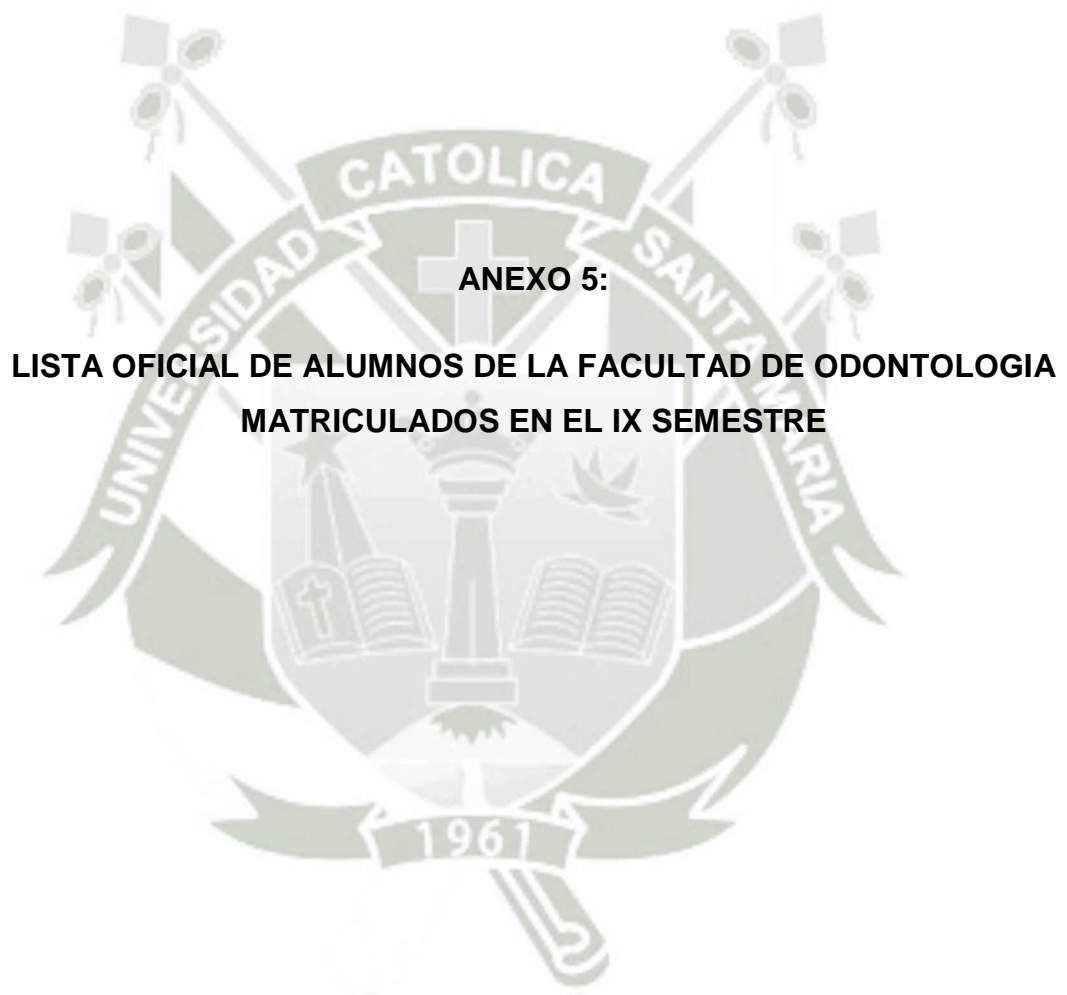 CATOLICA
UNIVERSIDAD
SANTA MARIA
ANEXO 5:
LISTA OFICIAL DE ALUMNOS DE LA FACULTAD DE ODONTOLOGIA
MATRICULADOS EN EL IX SEMESTRE
1961